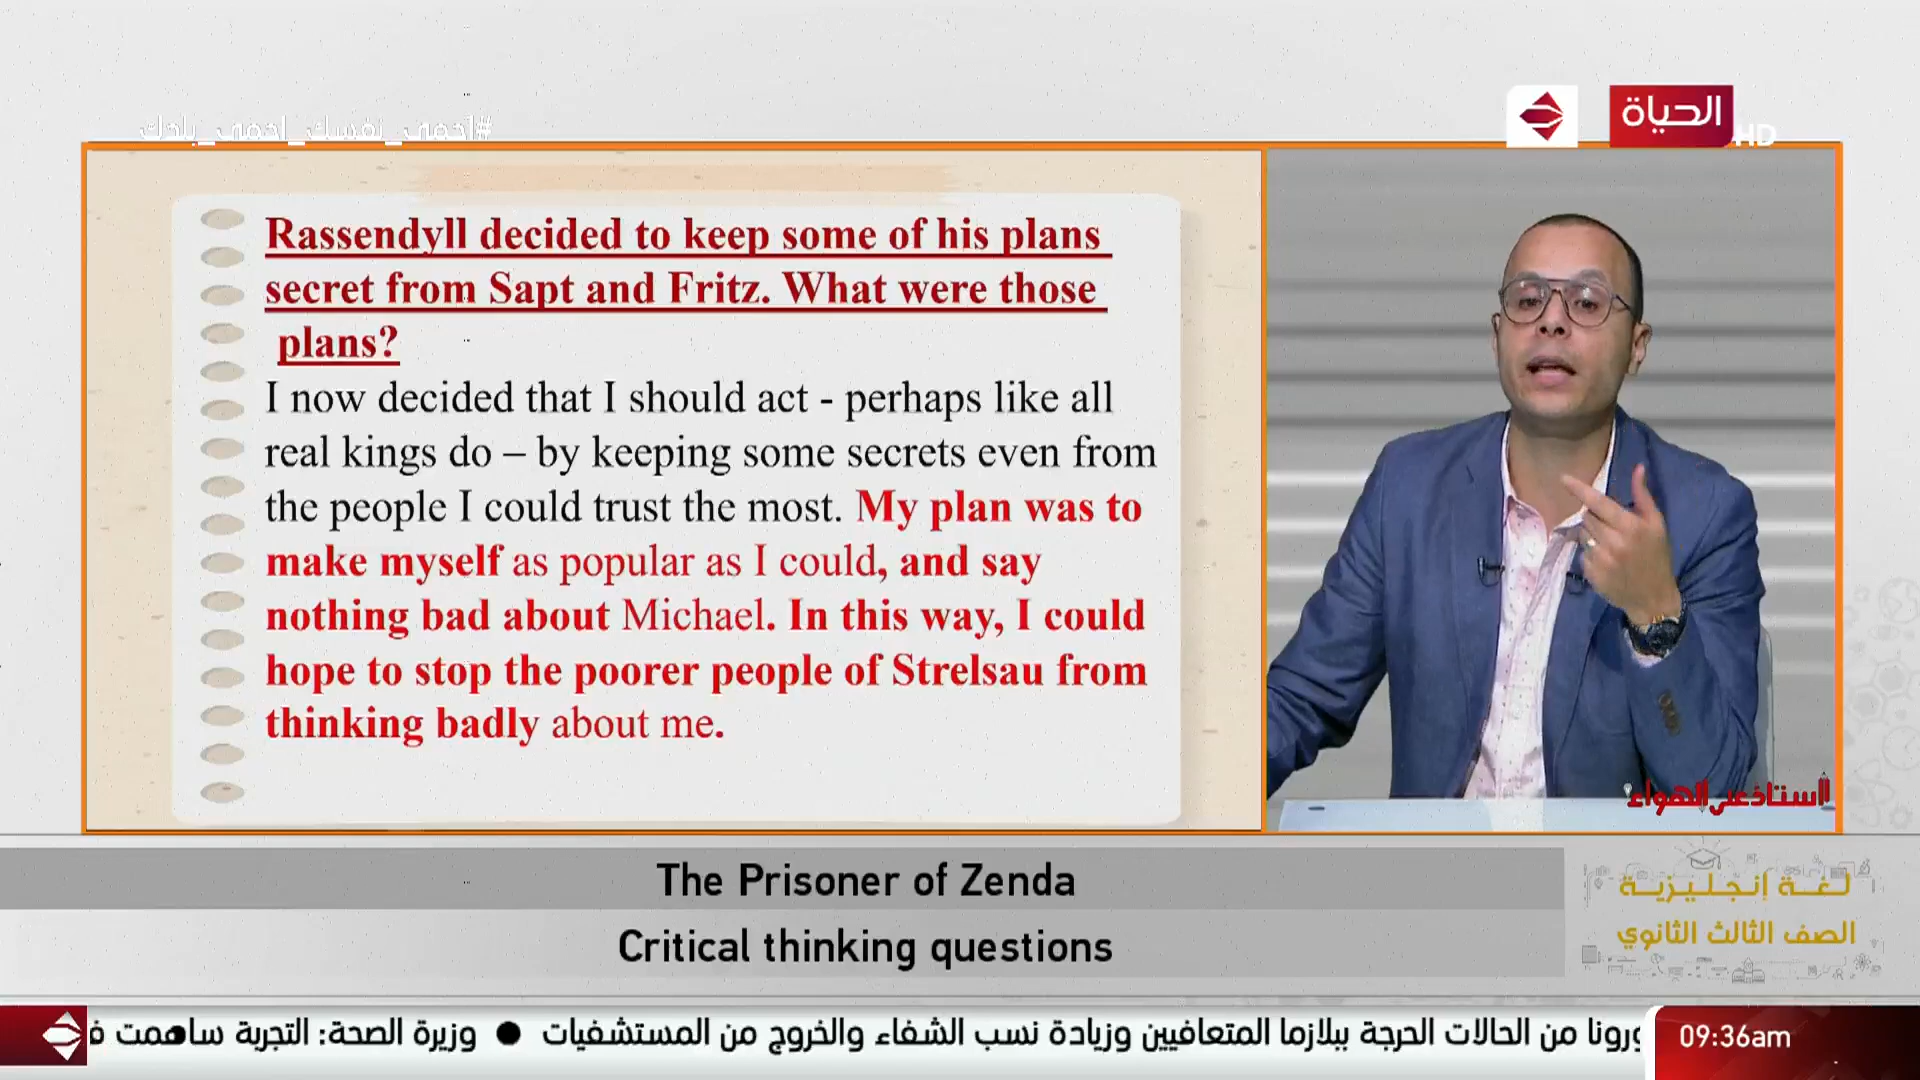 #احمي_نفسك_احمي_بلدك
الحياة
HD
Rassendyll decided to keep some of his plans
secret from Sapt and Fritz. What were those
plans?
I now decided that I should act - perhaps like all
real kings do – by keeping some secrets even from
the people I could trust the most. My plan was to
make myself as popular as I could, and say
nothing bad about Michael. In this way, I could
hope to stop the poorer people of Strelsau from
thinking badly about me.
أستاذ على الهواء
The Prisoner of Zenda
Critical thinking questions
لغة إنجليزية
الصف الثالث الثانوي
ورونا من الحالات الحرجة ببلازما المتعافيين وزيادة نسب الشفاء والخروج من المستشفيات ● وزيرة الصحة: التجربة ساهمت ف
09:36am